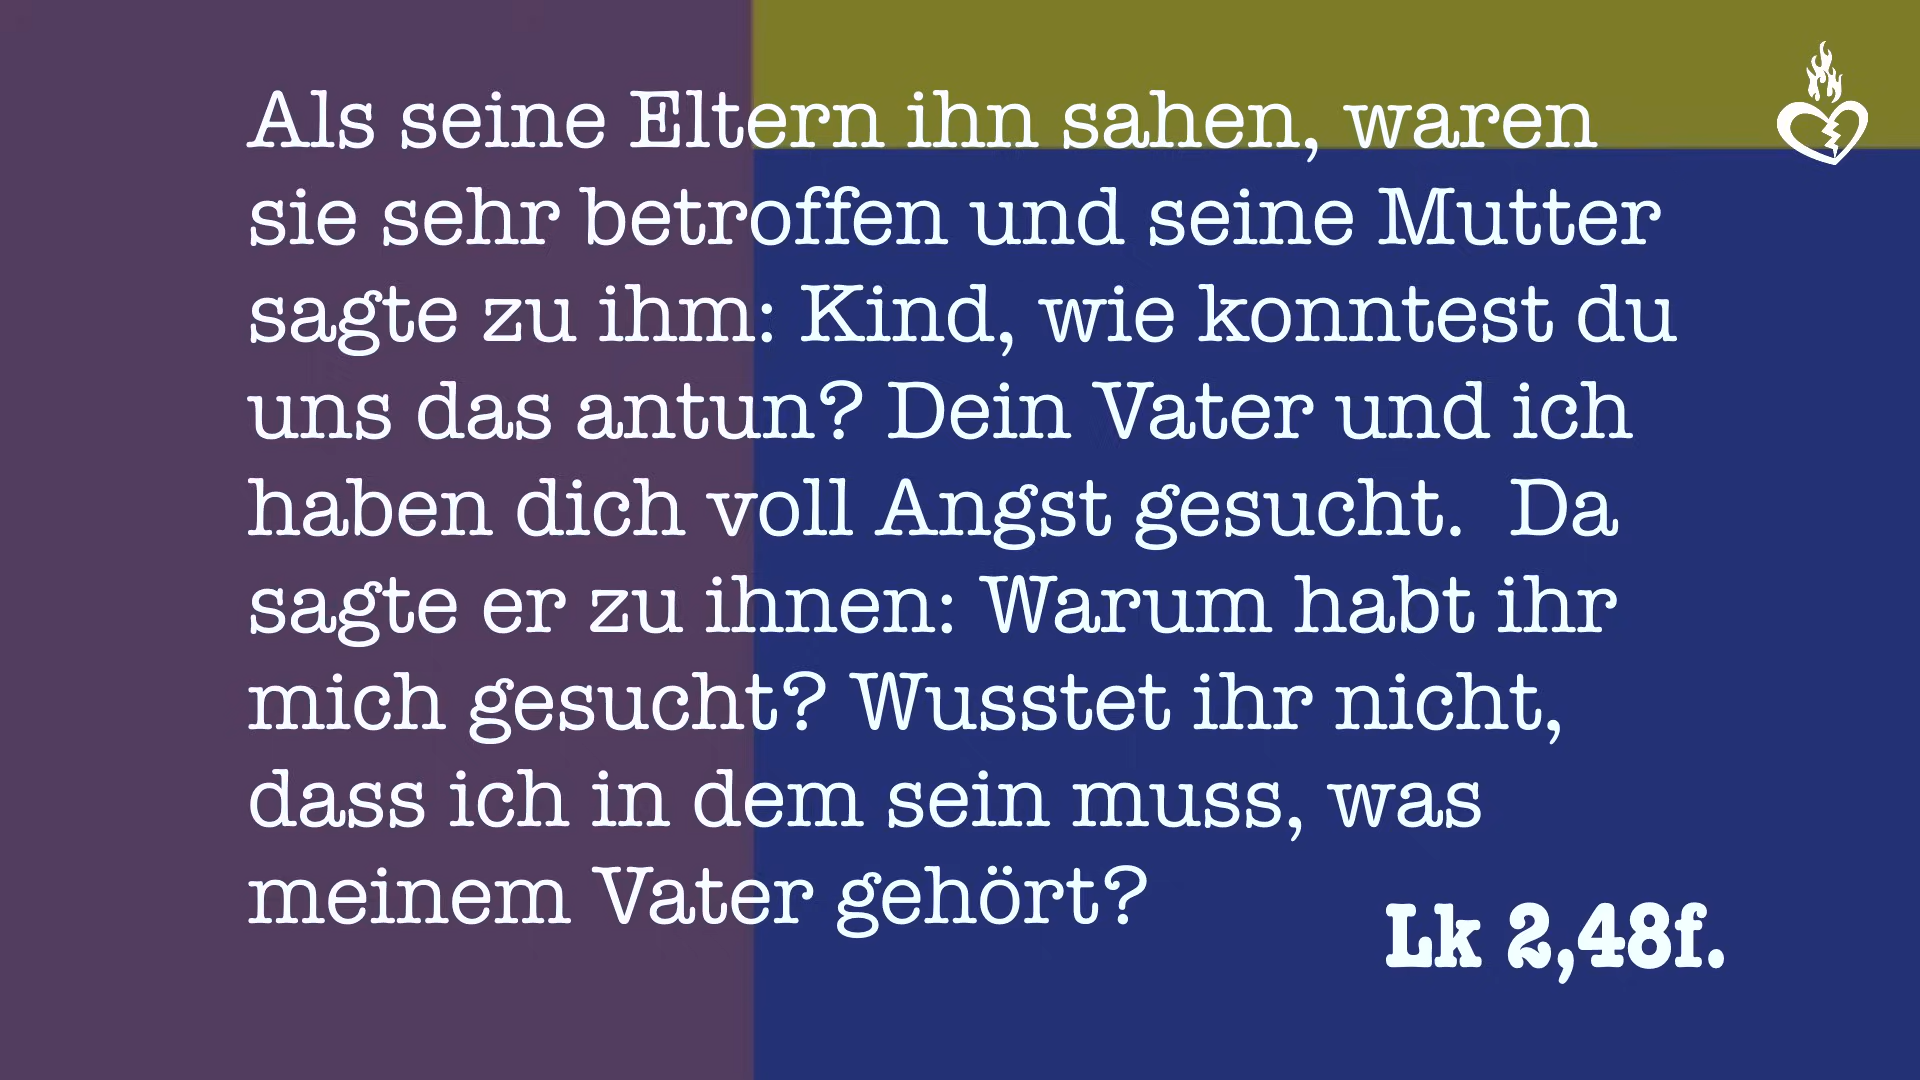 Als seine Eltern ihn sahen, waren
sie sehr betroffen und seine Mutter
sagte zu ihm: Kind, wie konntest du
uns das antun? Dein Vater und ich
haben dich voll Angst gesucht.  Da
sagte er zu ihnen: Warum habt ihr
mich gesucht? Wusstet ihr nicht,
dass ich in dem sein muss, was
meinem Vater gehört?
Lk 2,48f.